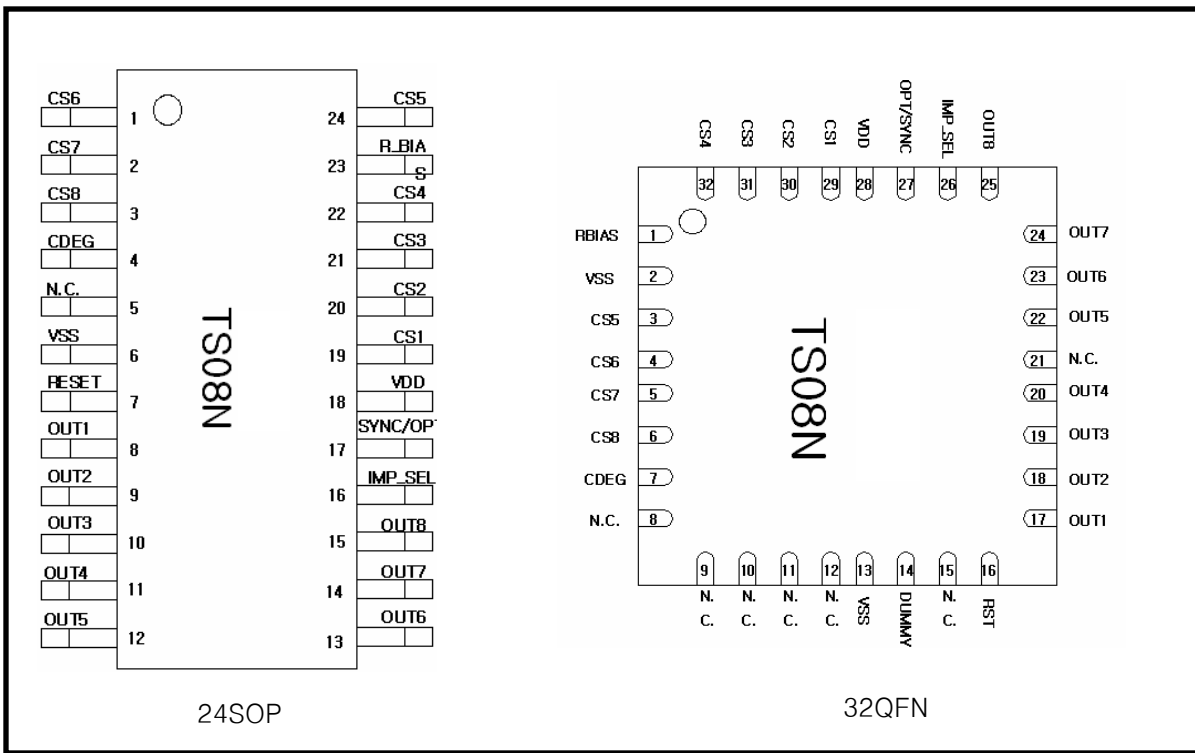 CS6
1
CS7
2
CS8
3
CDEG
4
N.C.
5
VSS
6
RESET
7
OUT1
8
OUT2
9
OUT3
10
OUT4
11
OUT5
12
TS08N
CS5
24
R_BIA
S
23
CS4
22
CS3
21
CS2
20
CS1
19
VDD
18
SYNC/OPT
17
IMP_SEL
16
OUT8
15
OUT7
14
OUT6
13
24SOP
CS4
CS3
CS2
CS1
VDD
OPT/SYNC
IMP_SEL
OUT8
32
31
30
29
28
27
26
25
RBIAS 1
VSS 2
CS5 3
CS6 4
CS7 5
CS8 6
CDEG 7
N.C. 8
TS08N
24 OUT7
23 OUT6
22 OUT5
21 N.C.
20 OUT4
19 OUT3
18 OUT2
17 OUT1
9
10
11
12
13
14
15
16
N.
C.
N.
C.
N.
C.
N.
C.
VSS
DUMMY
N.
C.
RST
32QFN